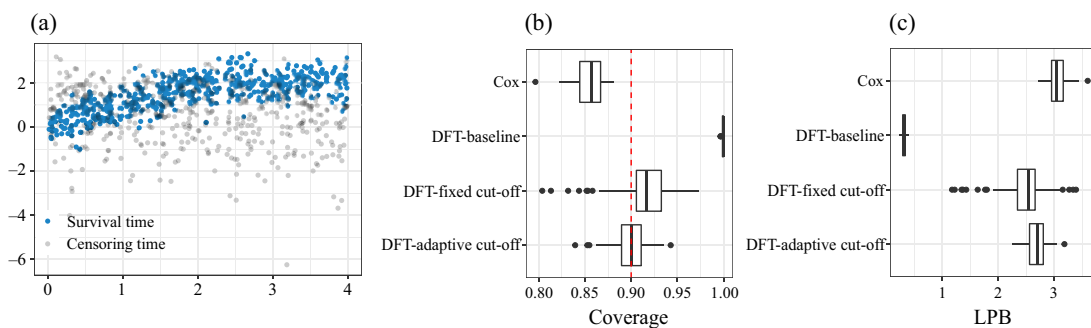 (a)
2
0
−2
−4
−6
Survival time
Censoring time
0 1 2 3 4
(b)
Cox
DFT-baseline
DFT-fixed cut-off
DFT-adaptive cut-off
0.80 0.85 0.90 0.95 1.00
Coverage
(c)
Cox
DFT-baseline
DFT-fixed cut-off
DFT-adaptive cut-off
1 2 3
LPB